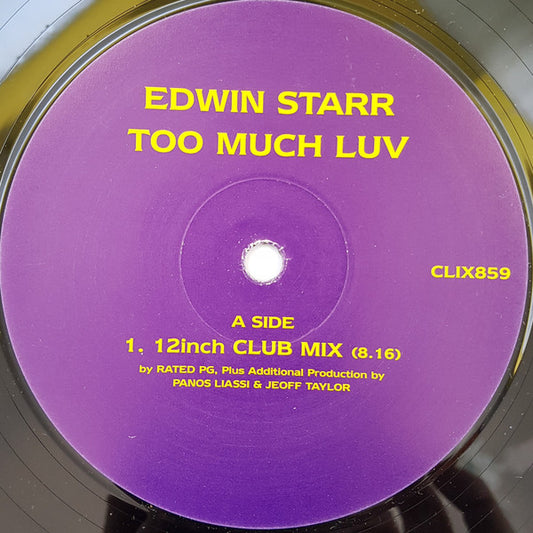 EDWIN STARR
TOO MUCH LUV
CLIX859
A SIDE
1. 12inch CLUB MIX (8.16)
by RATED PG, Plus Additional Production by
PANOS LIASSI & JEOFF TAYLOR